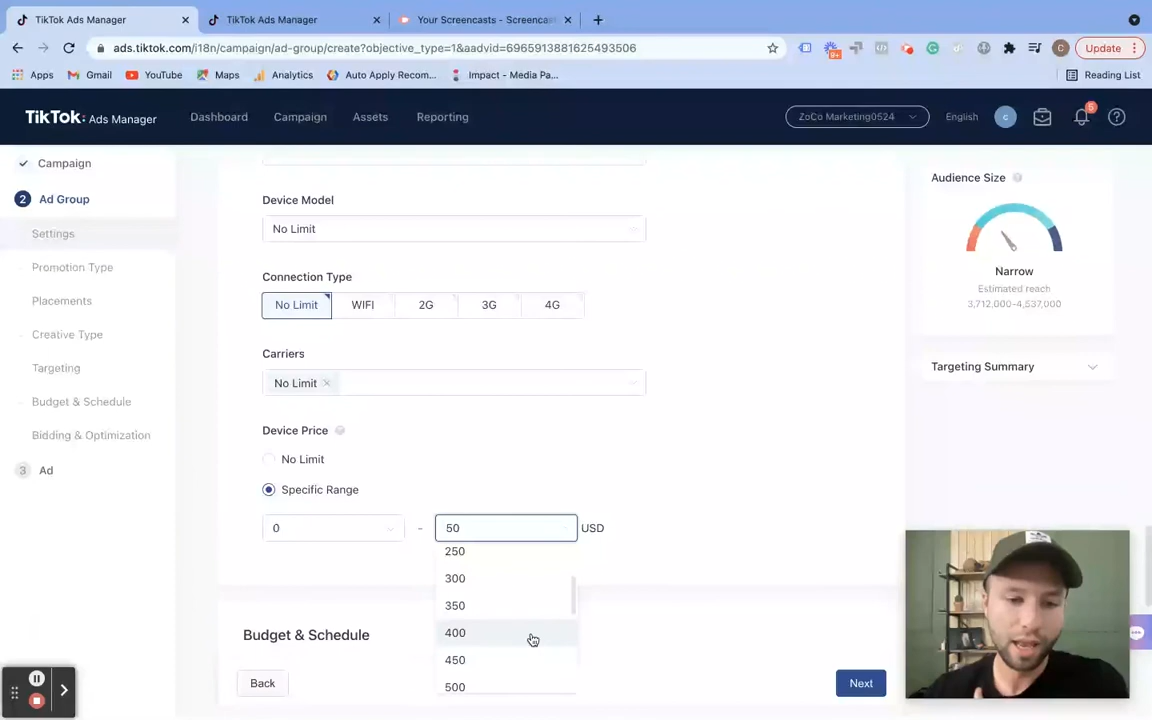 TikTok Ads Manager
TikTok Ads Manager
Your Screencasts - Screencas
ads.tiktok.com/i18n/campaign/ad-group/create?objective_type=1&aadvid=6965913881625493506
9+
C
Update
Apps
Gmail
YouTube
Maps
Analytics
Auto Apply Recom...
Impact - Media Pa...
Reading List
TikTok: Ads Manager
Dashboard
Campaign
Assets
Reporting
ZoCo Marketing0524
English
c
5
Campaign
2 Ad Group
Settings
Promotion Type
Placements
Creative Type
Targeting
Budget & Schedule
Bidding & Optimization
3 Ad
Device Model
No Limit
Connection Type
No Limit WIFI 2G 3G 4G
Carriers
No Limit
Device Price
No Limit
Specific Range
0 - 50 USD
250
300
350
400
450
500
Budget & Schedule
Back
Next
Audience Size
Narrow
Estimated reach
3,712,000-4,537,000
Targeting Summary